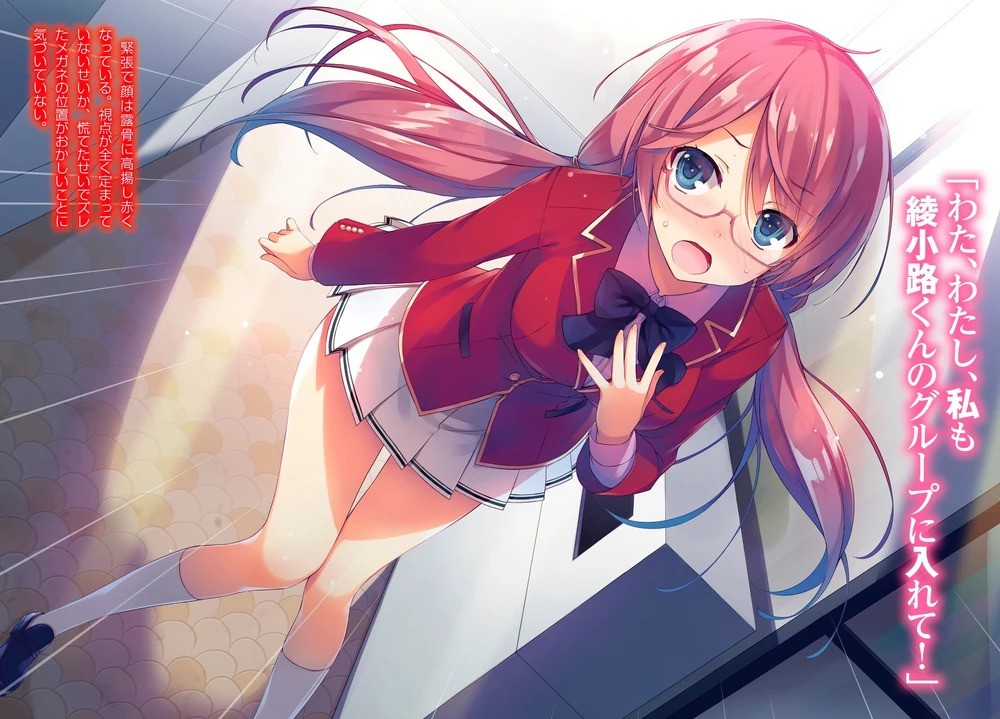 「わた、わたし、私も
綾小路くんのグループに入れて！」
緊張で顔は露骨に高揚し赤く
なっている。視点が全く定まって
いないせいか、慌てたせいでズレ
たメガネの位置がおかしいことに
気づいていない。